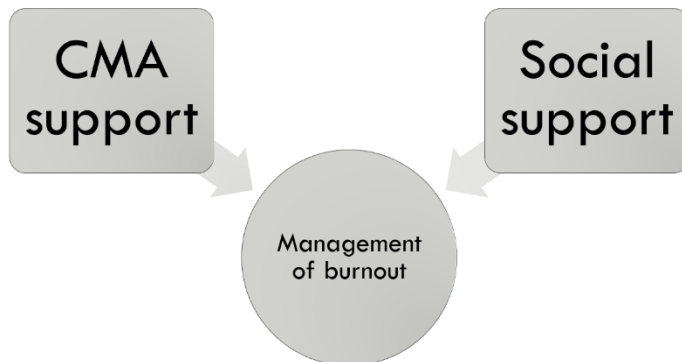 CMA
support
Social
support
Management
of burnout